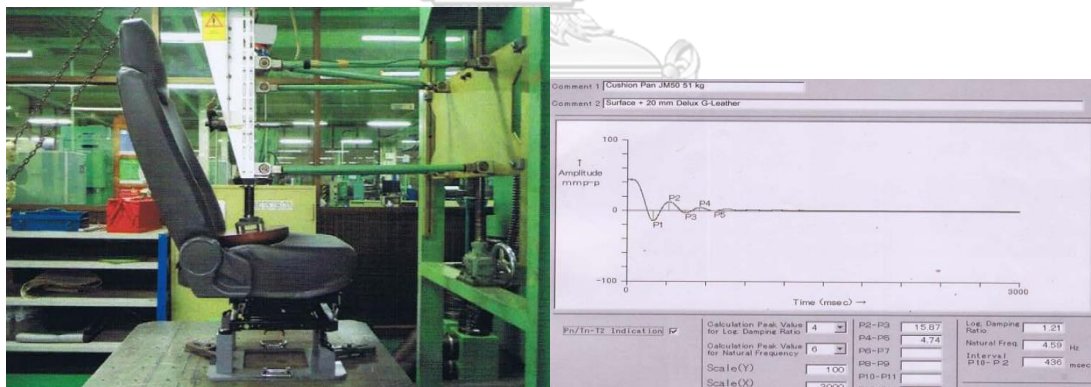 Comment 1 Cushion Pan JM50 51 kg
Comment 2 Surface + 20 mm Delux G-Leather
100
↑
Amplitude
mmp-p
0
-100
P1
P2
P3
P4
P5
0
3000
Time (msec) →
Pn/Tn-T2 Indication
Calculation Peak Value
for Log. Damping Ratio 4
Calculation Peak Value
for Natural Frequency 6
Scale(Y) 100
Scale(X) 3000
P2-P3 15.87
P4-P5 4.74
P6-P7
P8-P9
P10-P11
Log. Damping
Ratio 1.21
Natural Freq. 4.59 Hz
Interval
P10-P2 436 msec